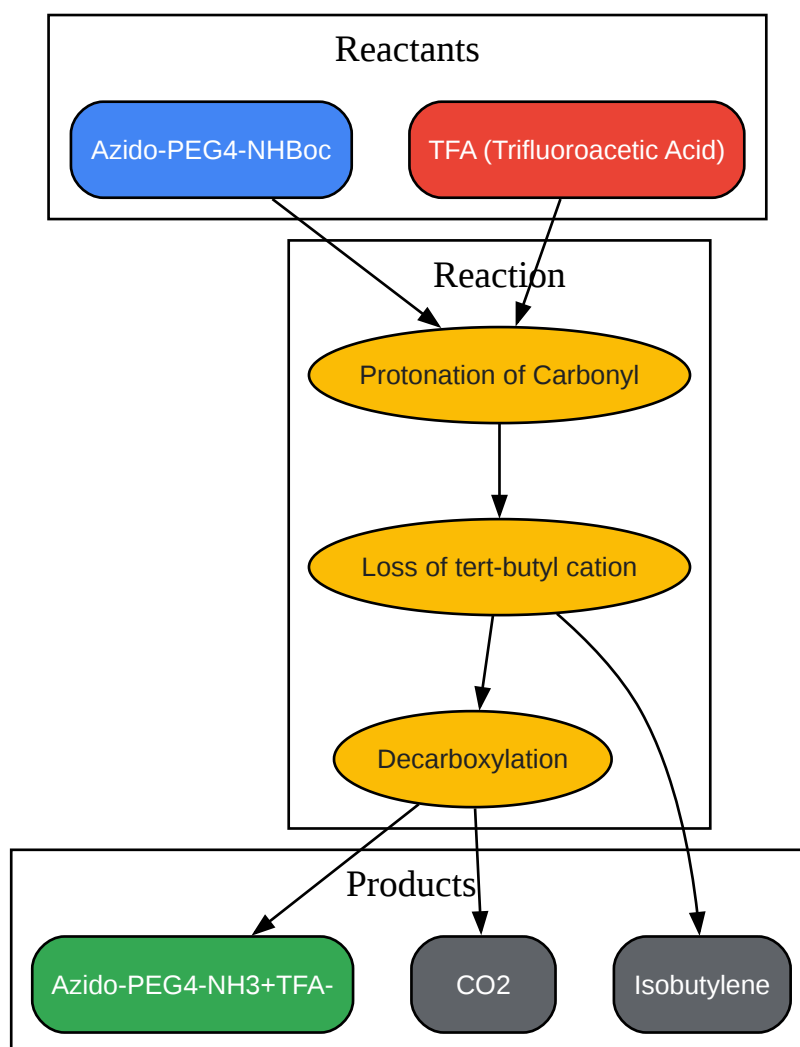 Reactants
Azido-PEG4-NHBoc
TFA (Trifluoroacetic Acid)
Reaction
Protonation of Carbonyl
Loss of tert-butyl cation
Decarboxylation
Products
Azido-PEG4-NH3+TFA-
CO2
Isobutylene